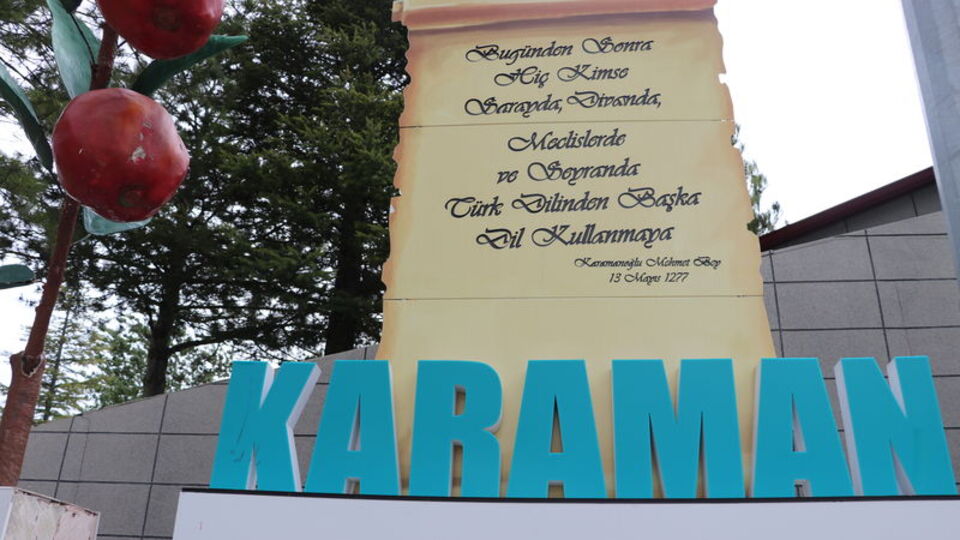 Bugünden Sonra
Hiç Kimse
Sarayda, Divanda,
Meclislerde
ve Seyranda
Türk Dilinden Başka
Dil Kullanmaya
Karamanoğlu Mehmet Bey
13 Mayıs 1277
KARAMAN